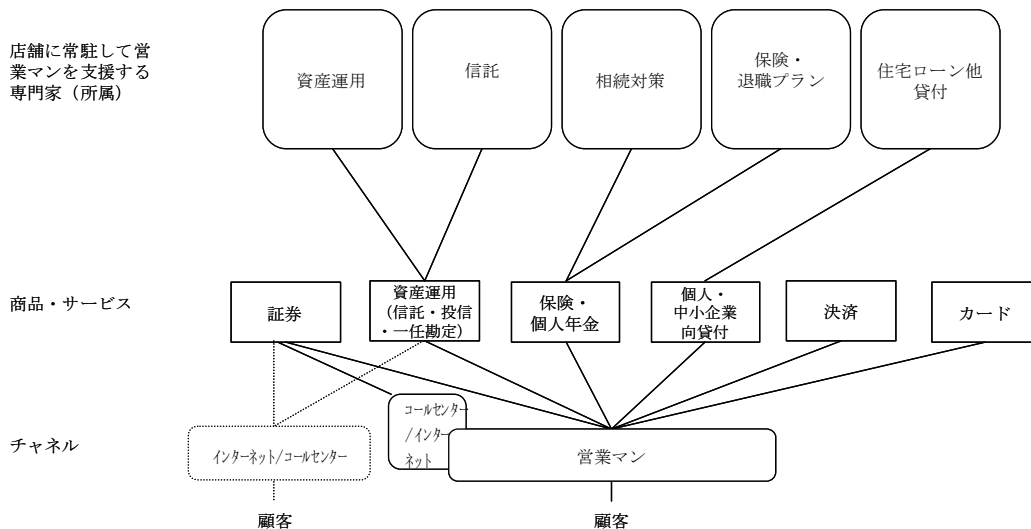 店舗に常駐して営
業マンを支援する
専門家（所属）
資産運用
信託
相続対策
保険・
退職プラン
住宅ローン他
貸付
商品・サービス
証券
資産運用
（信託・投信
・一任勘定）
保険・
個人年金
個人・
中小企業
向貸付
決済
カード
チャネル
インターネット/コールセンター
コールセンター
/インター
ネット
営業マン
顧客
顧客